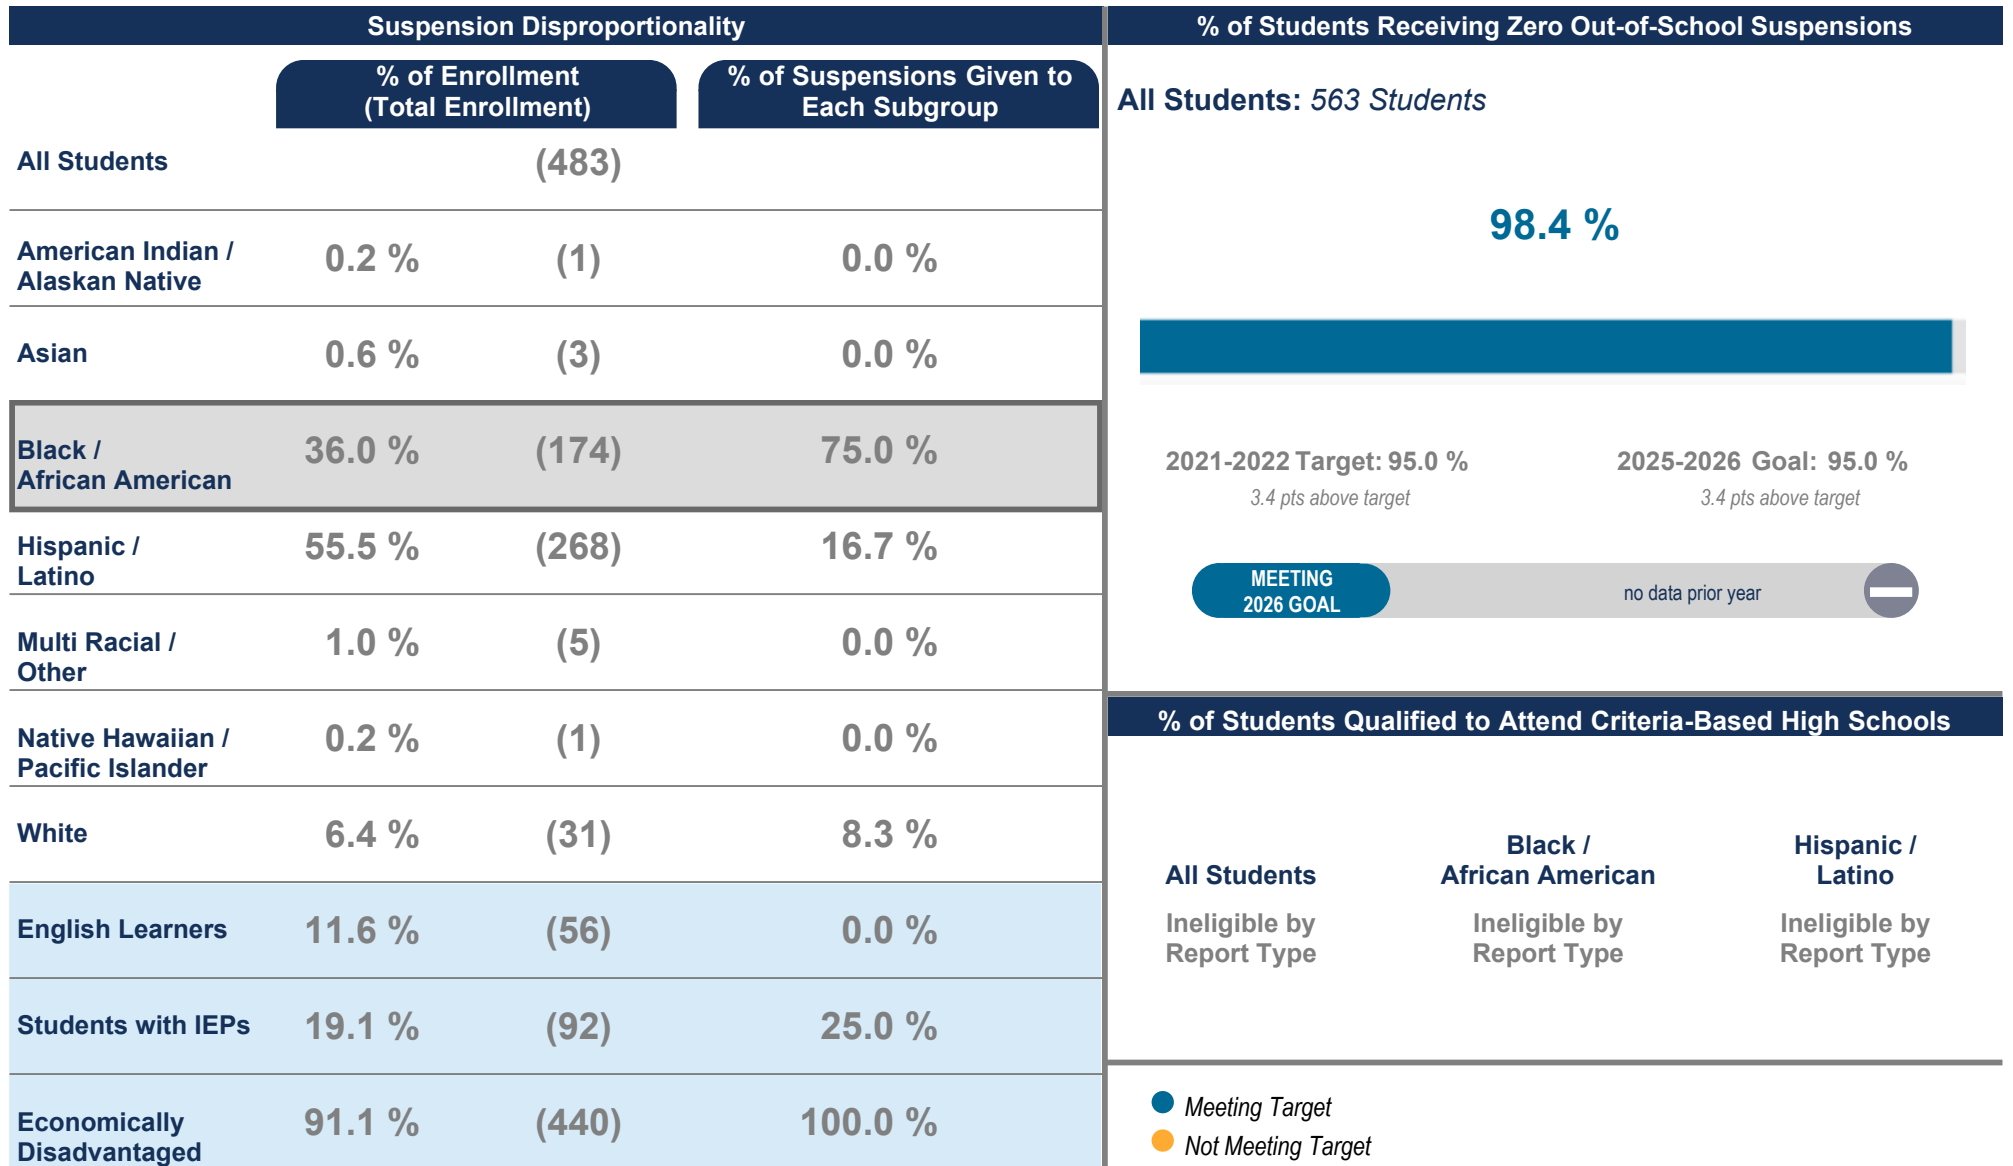 Suspension Disproportionality
% of Enrollment
(Total Enrollment)
% of Suspensions Given to
Each Subgroup
All Students
(483)
American Indian /
Alaskan Native
0.2 %
(1)
0.0 %
Asian
0.6 %
(3)
0.0 %
Black /
African American
36.0 %
(174)
75.0 %
Hispanic /
Latino
55.5 %
(268)
16.7 %
Multi Racial /
Other
1.0 %
(5)
0.0 %
Native Hawaiian /
Pacific Islander
0.2 %
(1)
0.0 %
White
6.4 %
(31)
8.3 %
English Learners
11.6 %
(56)
0.0 %
Students with IEPs
19.1 %
(92)
25.0 %
Economically
Disadvantaged
91.1 %
(440)
100.0 %
% of Students Receiving Zero Out-of-School Suspensions
All Students: 563 Students
98.4 %
2021-2022 Target: 95.0 %
3.4 pts above target
2025-2026 Goal: 95.0 %
3.4 pts above target
MEETING
2026 GOAL
no data prior year
% of Students Qualified to Attend Criteria-Based High Schools
All Students
Ineligible by
Report Type
Black /
African American
Ineligible by
Report Type
Hispanic /
Latino
Ineligible by
Report Type
Meeting Target
Not Meeting Target